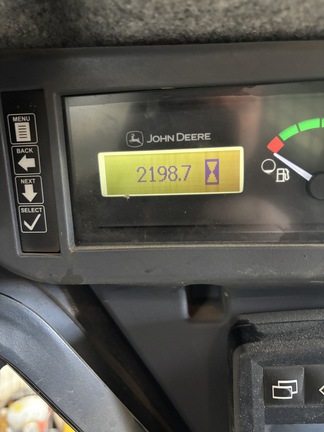 MENU
BACK
NEXT
SELECT
JOHN DEERE
2198.7